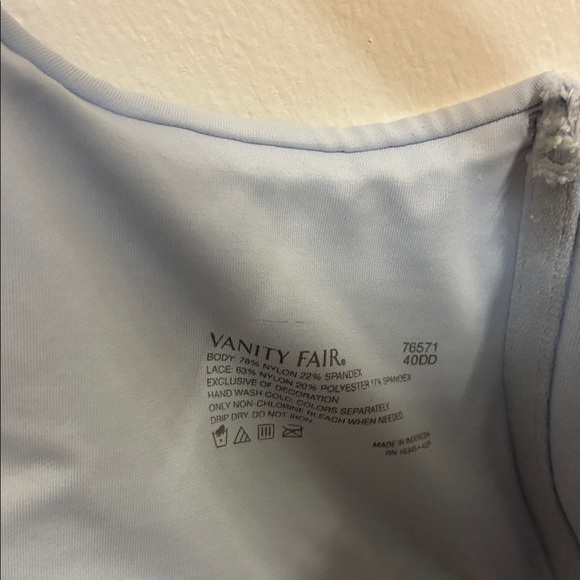 VANITY FAIR® 76571
BODY: 78% NYLON 22% SPANDEX 40DD
LACE: 63% NYLON 20% POLYESTER 17% SPANDEX
EXCLUSIVE OF DECORATION
HAND WASH COLD, COLORS SEPARATELY
ONLY NON-CHLORINE BLEACH WHEN NEEDED.
DRIP DRY DO NOT IRON.
MADE IN INDONESIA
RN